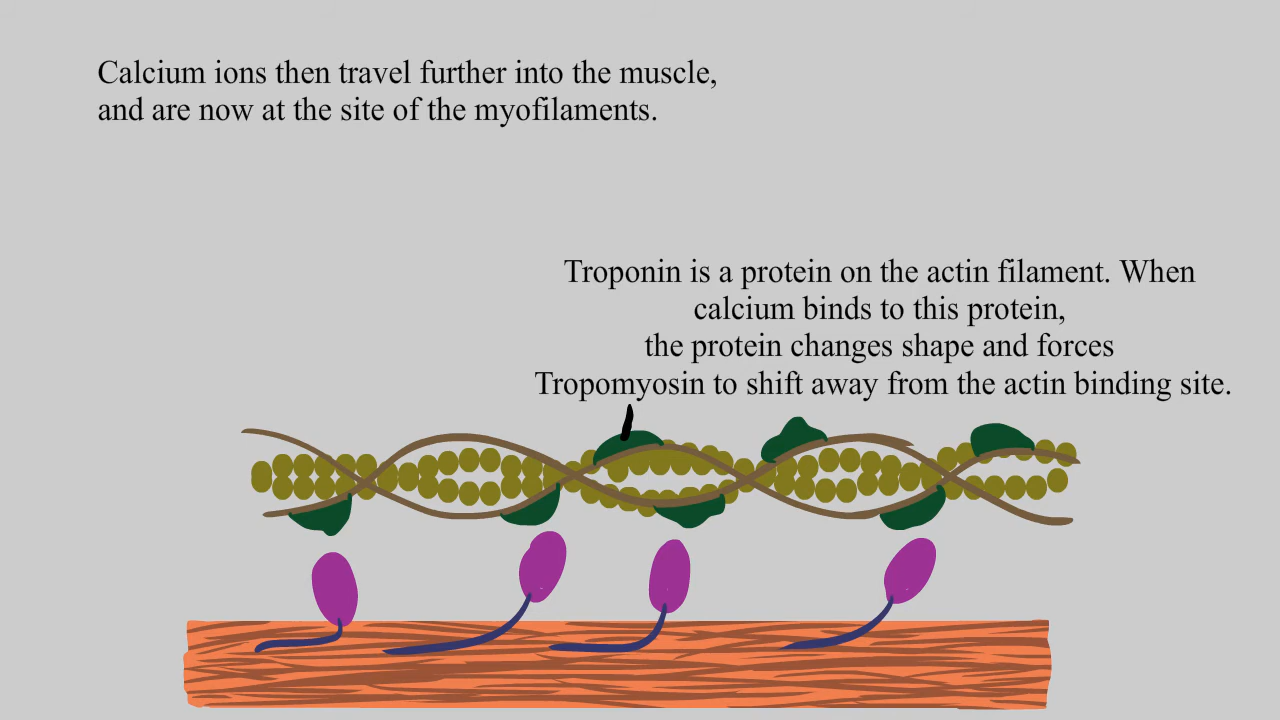 Calcium ions then travel further into the muscle,
and are now at the site of the myofilaments.
Troponin is a protein on the actin filament. When
calcium binds to this protein,
the protein changes shape and forces
Tropomyosin to shift away from the actin binding site.